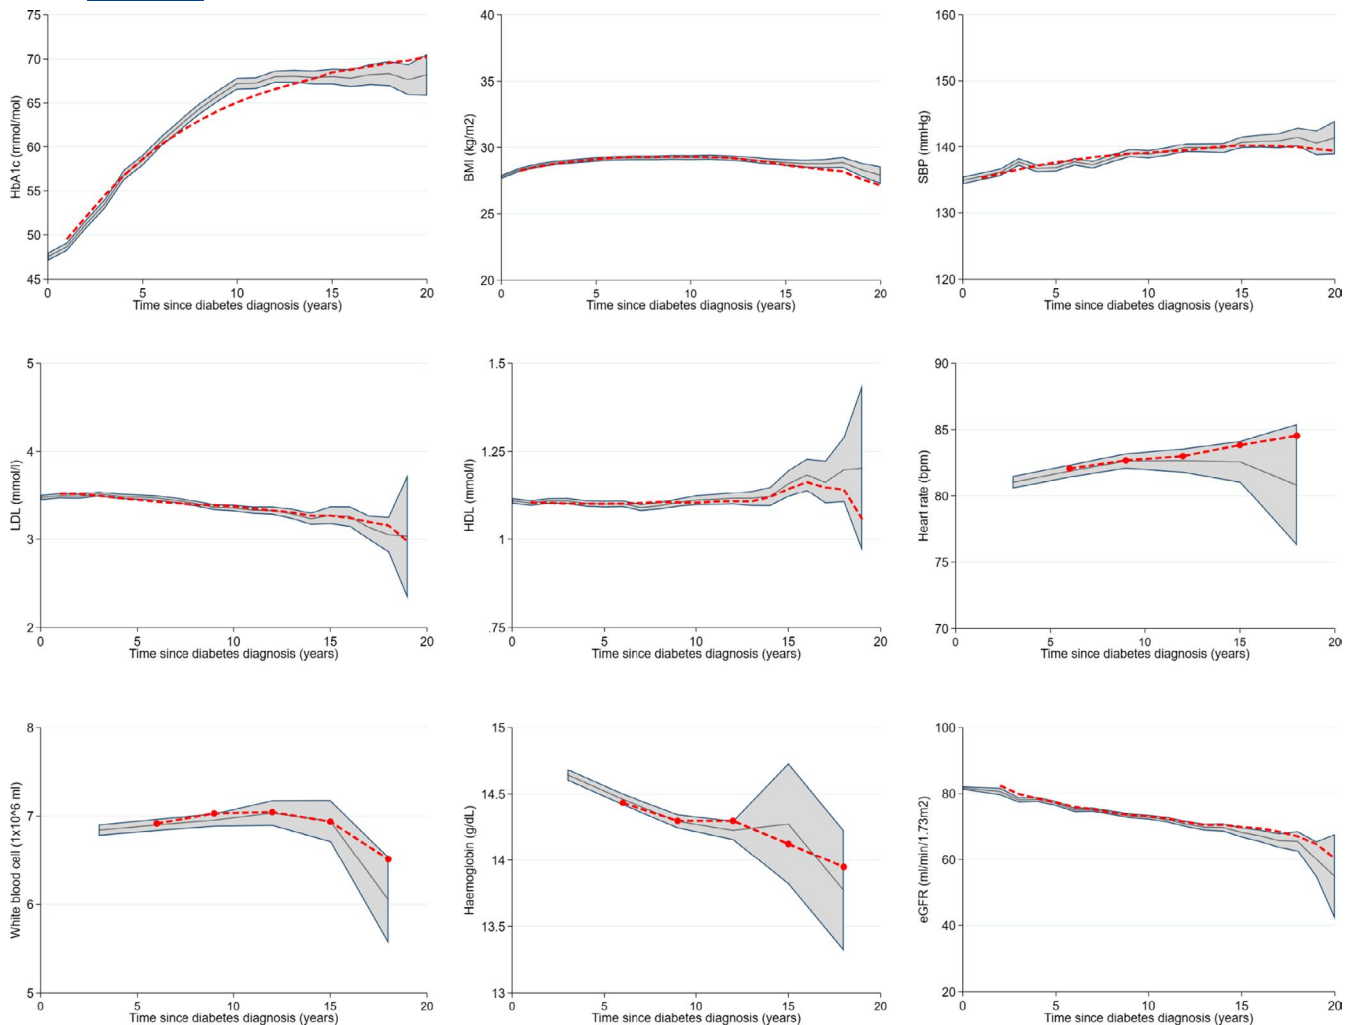 75
70
65
60
55
50
45
HbA1c (mmol/mol)
0 5 10 15 20
Time since diabetes diagnosis (years)
40
35
30
25
20
BMI (kg/m2)
0 5 10 15 20
Time since diabetes diagnosis (years)
160
150
140
130
120
SBP (mmHg)
0 5 10 15 20
Time since diabetes diagnosis (years)
5
4
3
2
LDL (mmol/l)
0 5 10 15 20
Time since diabetes diagnosis (years)
1.5
1.25
1
.75
HDL (mmol/l)
0 5 10 15 20
Time since diabetes diagnosis (years)
90
85
80
75
70
Heart rate (bpm)
0 5 10 15 20
Time since diabetes diagnosis (years)
8
7
6
5
White blood cell (1x10^6 ml)
0 5 10 15 20
Time since diabetes diagnosis (years)
15
14.5
14
13.5
13
Haemoglobin (g/dL)
0 5 10 15 20
Time since diabetes diagnosis (years)
100
80
60
40
20
eGFR (ml/min/1,73m2)
0 5 10 15 20
Time since diabetes diagnosis (years)